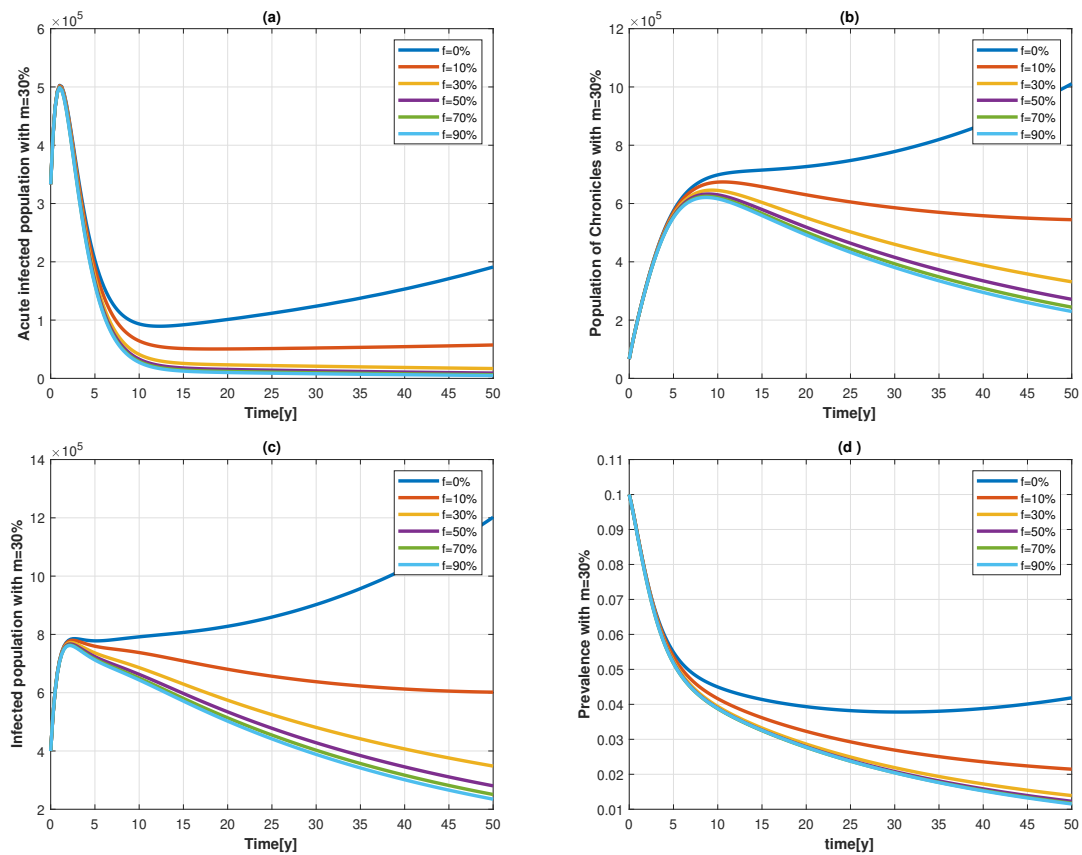 (a)
×10⁵
Acute infected population with m=30%
6
5
4
3
2
1
0
f=0%
f=10%
f=30%
f=50%
f=70%
f=90%
0 5 10 15 20 25 30 35 40 45 50
Time[y]
(b)
×10⁵
Population of Chronicles with m=30%
12
10
8
6
4
2
0
f=0%
f=10%
f=30%
f=50%
f=70%
f=90%
0 5 10 15 20 25 30 35 40 45 50
Time[y]
(c)
×10⁵
Infected population with m=30%
14
12
10
8
6
4
2
f=0%
f=10%
f=30%
f=50%
f=70%
f=90%
0 5 10 15 20 25 30 35 40 45 50
Time[y]
(d )
Prevalence with m=30%
0.11
0.1
0.09
0.08
0.07
0.06
0.05
0.04
0.03
0.02
0.01
f=0%
f=10%
f=30%
f=50%
f=70%
f=90%
0 5 10 15 20 25 30 35 40 45 50
time[y]